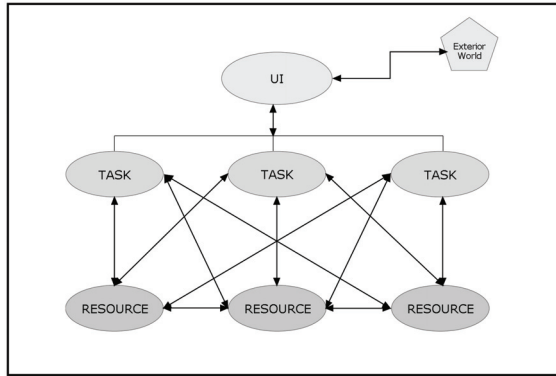 Exterior
World
UI
TASK TASK TASK
RESOURCE RESOURCE RESOURCE